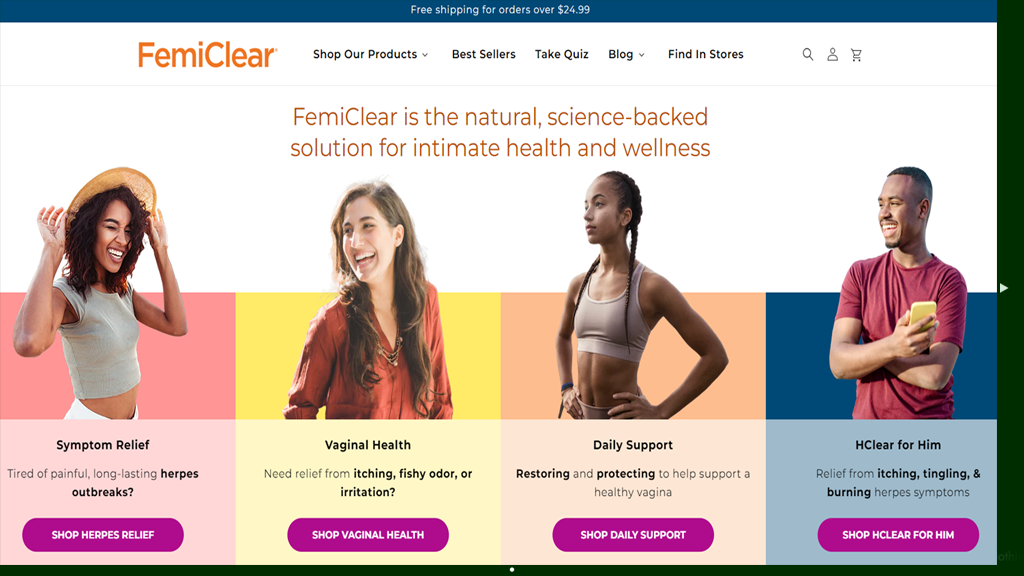 Free shipping for orders over $24.99
FemiClear
Shop Our Products
Best Sellers
Take Quiz
Blog
Find In Stores
FemiClear is the natural, science-backed
solution for intimate health and wellness
Symptom Relief
Tired of painful, long-lasting herpes
outbreaks?
SHOP HERPES RELIEF
Vaginal Health
Need relief from itching, fishy odor, or
irritation?
SHOP VAGINAL HEALTH
Daily Support
Restoring and protecting to help support a
healthy vagina
SHOP DAILY SUPPORT
HClear for Him
Relief from itching, tingling, &
burning herpes symptoms
SHOP HCLEAR FOR HIM